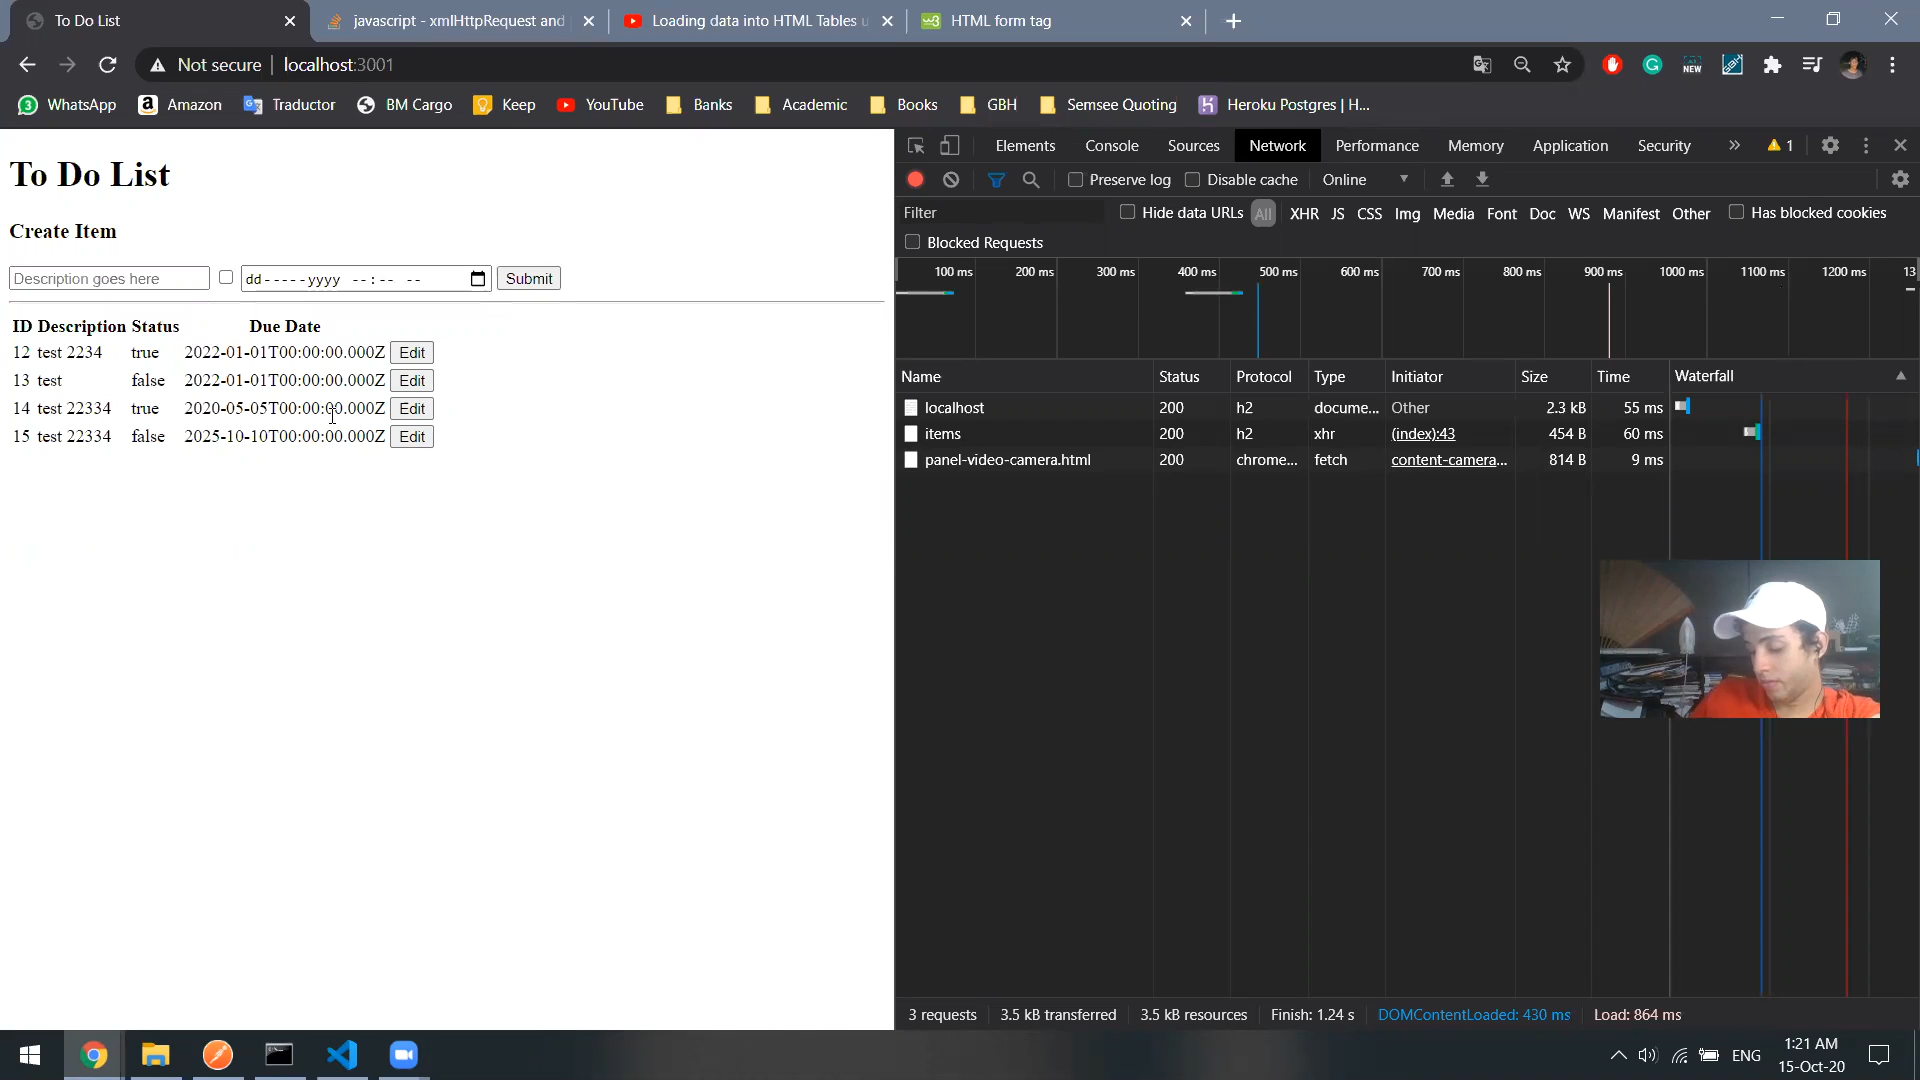 To Do List
javascript - xmlHttpRequest and
Loading data into HTML Tables u
HTML form tag
Not secure
localhost:3001
WhatsApp
Amazon
Traductor
BM Cargo
Keep
YouTube
Banks
Academic
Books
GBH
Semsee Quoting
Heroku Postgres | H...
To Do List
Create Item
Description goes here
dd-----yyyy --:-- --
Submit
ID Description Status Due Date
12 test 2234 true 2022-01-01T00:00:00.000Z Edit
13 test false 2022-01-01T00:00:00.000Z Edit
14 test 22334 true 2020-05-05T00:00:00.000Z Edit
15 test 22334 false 2025-10-10T00:00:00.000Z Edit
Elements Console Sources Network Performance Memory Application Security » 1
Preserve log Disable cache Online
Filter Hide data URLs All XHR JS CSS Img Media Font Doc WS Manifest Other Has blocked cookies
Blocked Requests
100 ms 200 ms 300 ms 400 ms 500 ms 600 ms 700 ms 800 ms 900 ms 1000 ms 1100 ms 1200 ms 13
Name Status Protocol Type Initiator Size Time Waterfall
localhost 200 h2 docume... Other 2.3 kB 55 ms
items 200 h2 xhr (index):43 454 B 60 ms
panel-video-camera.html 200 chrome... fetch content-camera... 814 B 9 ms
3 requests 3.5 kB transferred 3.5 kB resources Finish: 1.24 s DOMContentLoaded: 430 ms Load: 864 ms
ENG
1:21 AM
15-Oct-20